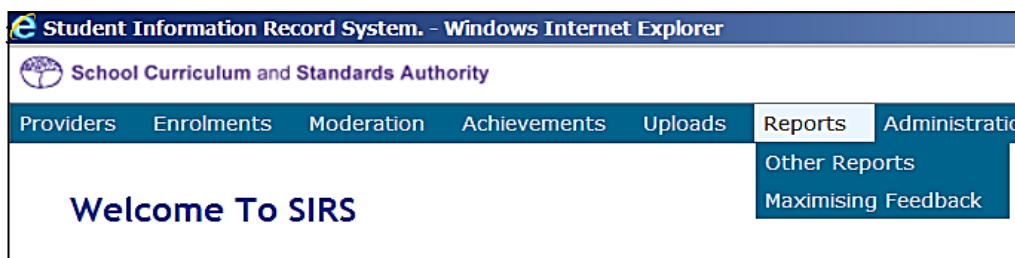 Student Information Record System. - Windows Internet Explorer
School Curriculum and Standards Authority
Providers Enrolments Moderation Achievements Uploads Reports Administratio
Other Reports
Maximising Feedback
Welcome To SIRS